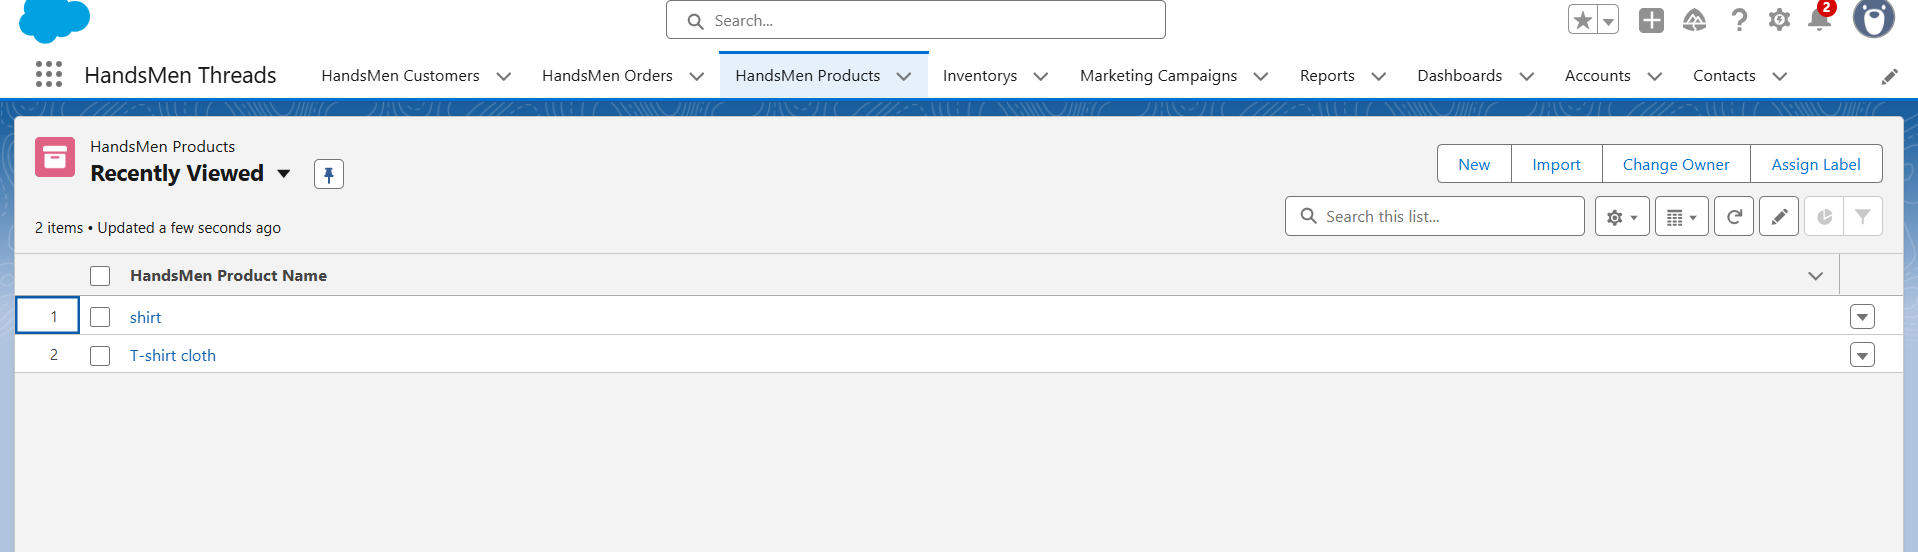 Search...
2
HandsMen Threads HandsMen Customers HandsMen Orders HandsMen Products Inventorys Marketing Campaigns Reports Dashboards Accounts Contacts
HandsMen Products
Recently Viewed
New Import Change Owner Assign Label
2 items • Updated a few seconds ago
Search this list...
HandsMen Product Name
1 shirt
2 T-shirt cloth